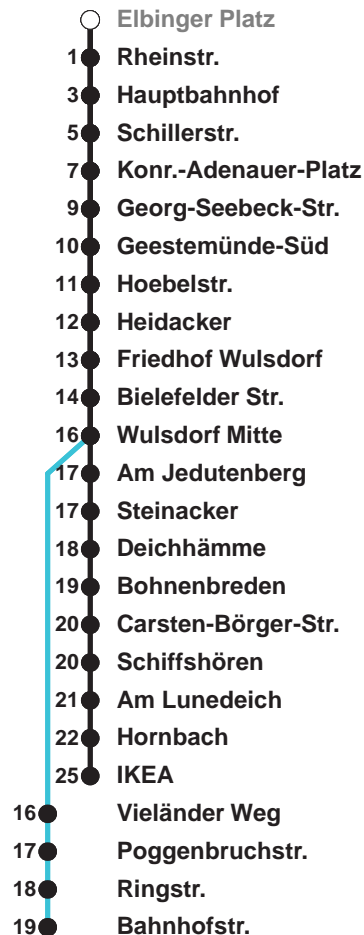 Elbinger Platz
1 Rheinstr.
3 Hauptbahnhof
5 Schillerstr.
7 Konr.-Adenauer-Platz
9 Georg-Seebeck-Str.
10 Geestemünde-Süd
11 Hoebelstr.
12 Heidacker
13 Friedhof Wulsdorf
14 Bielefelder Str.
16 Wulsdorf Mitte
17 Am Jedutenberg
17 Steinacker
18 Deichhämme
19 Bohnenbreden
20 Carsten-Börger-Str.
20 Schiffshören
21 Am Lunedeich
22 Hornbach
25 IKEA
16 Vieländer Weg
17 Poggenbruchstr.
18 Ringstr.
19 Bahnhofstr.